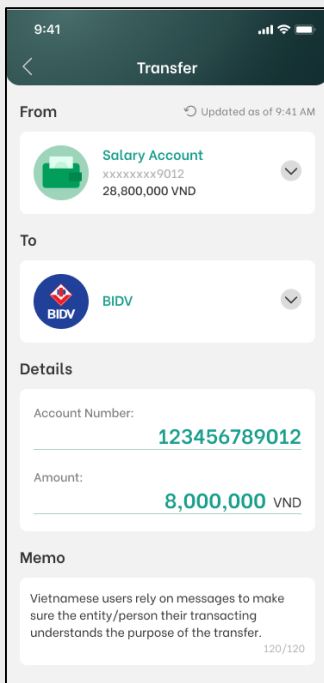 9:41
Transfer
From
Updated as of 9:41 AM
Salary Account
xxxxxxxx9012
28,800,000 VND
To
BIDV
BIDV
Details
Account Number:
123456789012
Amount:
8,000,000 VND
Memo
Vietnamese users rely on messages to make
sure the entity/person their transacting
understands the purpose of the transfer.
120/120